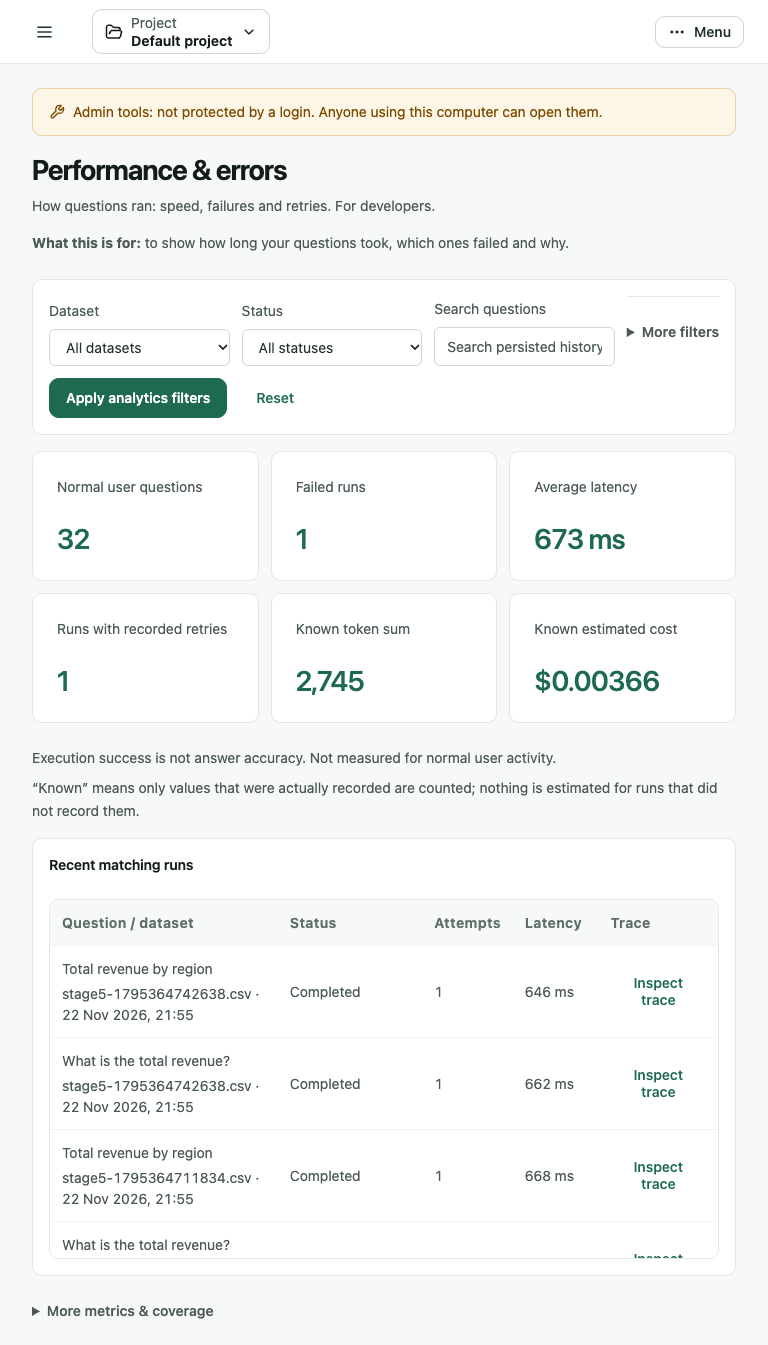 Project
Default project
Menu
Admin tools: not protected by a login. Anyone using this computer can open them.
Performance & errors
How questions ran: speed, failures and retries. For developers.
What this is for: to show how long your questions took, which ones failed and why.
Dataset
Status
Search questions
All datasets
All statuses
Search persisted history
More filters
Apply analytics filters
Reset
Normal user questions
32
Failed runs
1
Average latency
673 ms
Runs with recorded retries
1
Known token sum
2,745
Known estimated cost
$0.00366
Execution success is not answer accuracy. Not measured for normal user activity.
“Known” means only values that were actually recorded are counted; nothing is estimated for runs that did
not record them.
Recent matching runs
Question / dataset Status Attempts Latency Trace
Total revenue by region
stage5-1795364742638.csv ·
22 Nov 2026, 21:55
Completed
1
646 ms
Inspect
trace
What is the total revenue?
stage5-1795364742638.csv ·
22 Nov 2026, 21:55
Completed
1
662 ms
Inspect
trace
Total revenue by region
stage5-1795364711834.csv ·
22 Nov 2026, 21:55
Completed
1
668 ms
Inspect
trace
What is the total revenue?
Inspect
More metrics & coverage